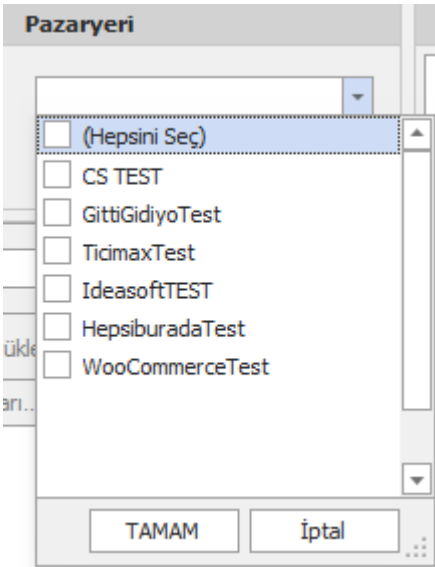 Pazaryeri
(Hepsini Seç)
CS TEST
GittiGidiyoTest
TicimaxTest
IdeasoftTEST
HepsiburadaTest
WooCommerceTest
TAMAM
İptal